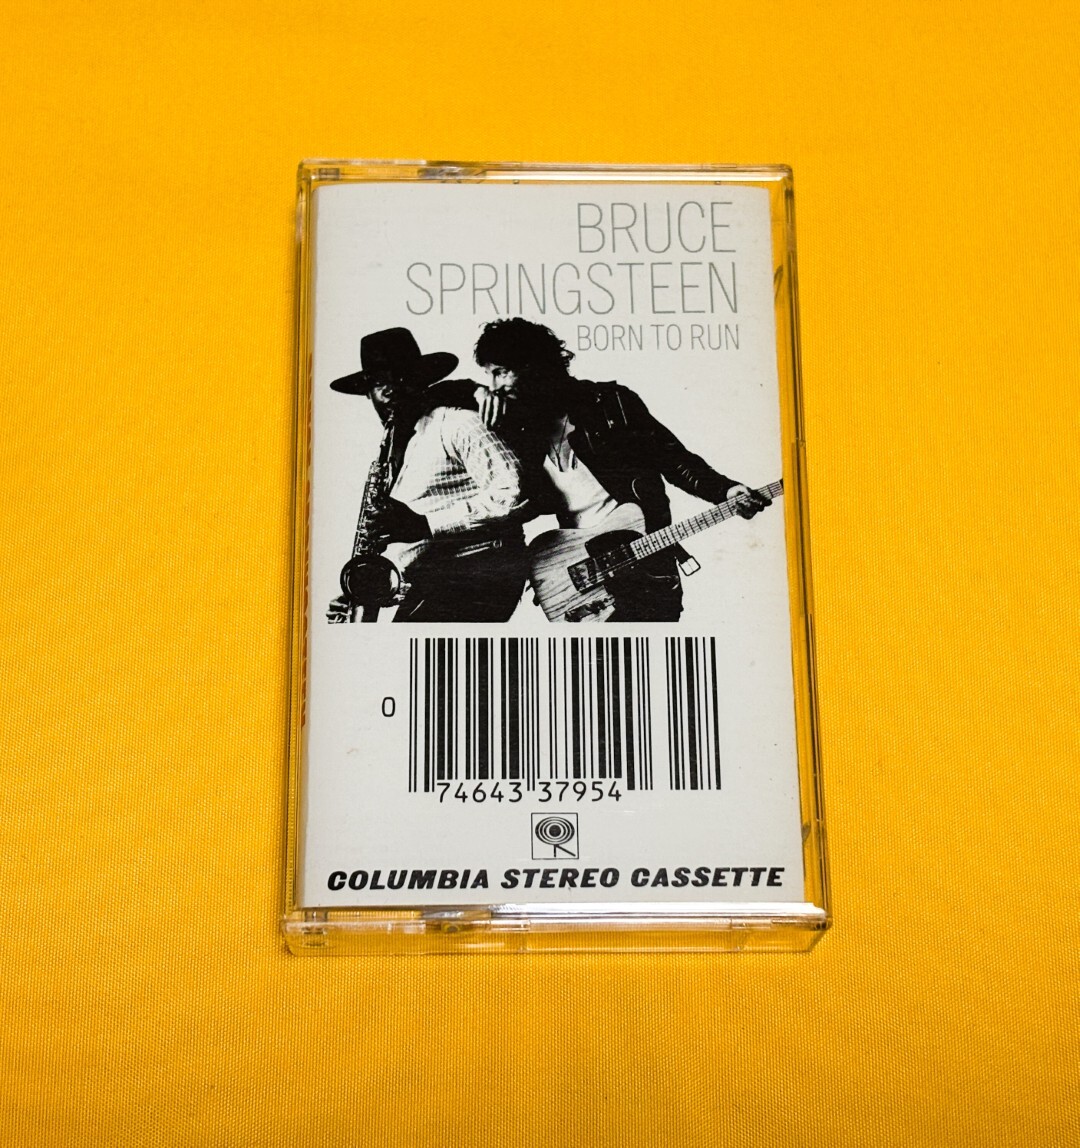 BRUCE
SPRINGSTEEN
BORN TO RUN
0
74643 37954
COLUMBIA STEREO CASSETTE